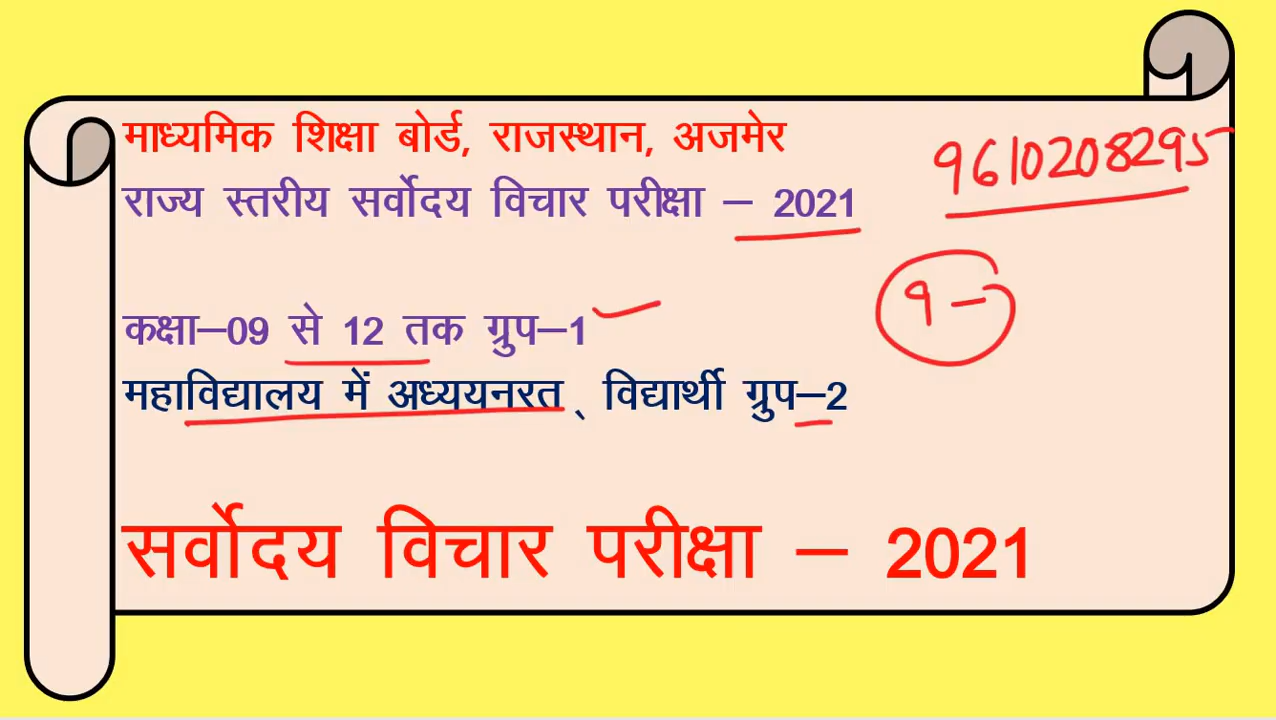 माध्यमिक शिक्षा बोर्ड, राजस्थान, अजमेर
राज्य स्तरीय सर्वोदय विचार परीक्षा – 2021
9610208295
कक्षा–09 से 12 तक ग्रुप–1
९ –
महाविद्यालय में अध्ययनरत, विद्यार्थी ग्रुप–2
सर्वोदय विचार परीक्षा – 2021